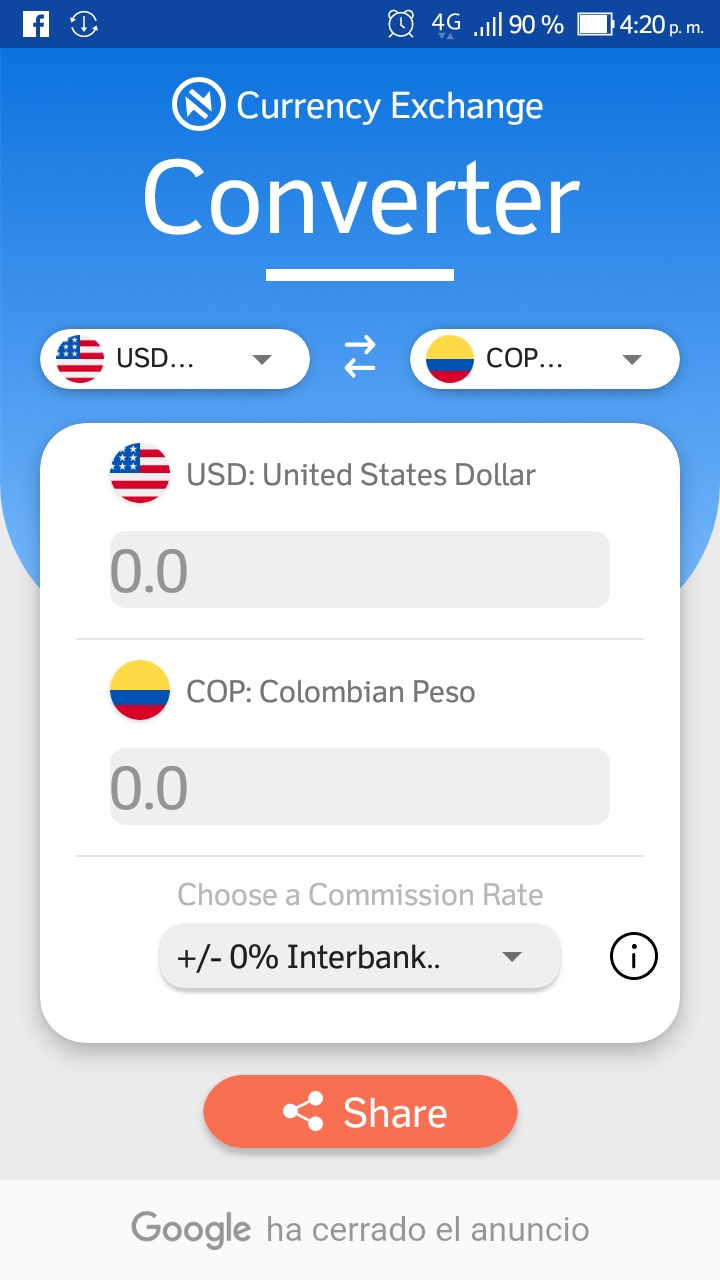 4G 90 % 4:20 p. m.
Currency Exchange
Converter
USD... COP...
USD: United States Dollar
0.0
COP: Colombian Peso
0.0
Choose a Commission Rate
+/- 0% Interbank..
Share
Google ha cerrado el anuncio